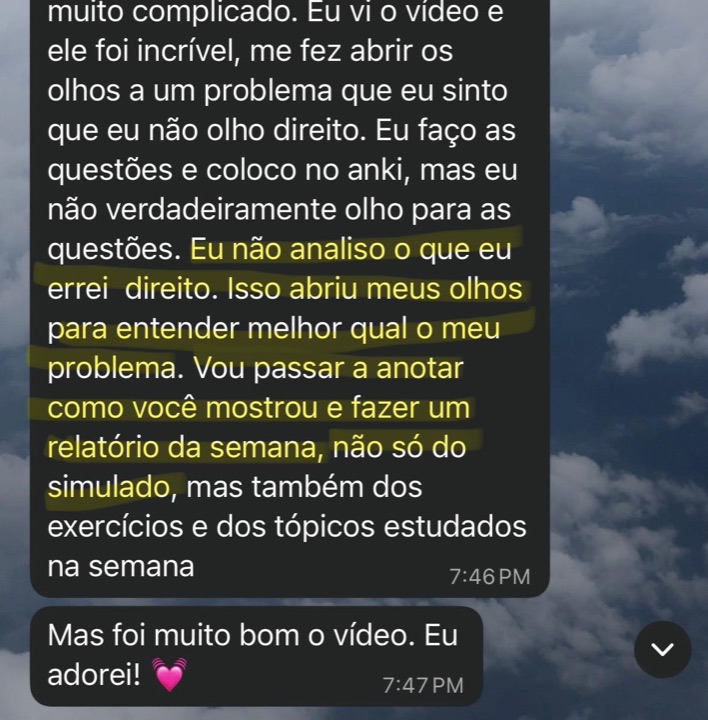 muito complicado. Eu vi o vídeo e
ele foi incrível, me fez abrir os
olhos a um problema que eu sinto
que eu não olho direito. Eu faço as
questões e coloco no anki, mas eu
não verdadeiramente olho para as
questões. Eu não analiso o que eu
errei  direito. Isso abriu meus olhos
para entender melhor qual o meu
problema. Vou passar a anotar
como você mostrou e fazer um
relatório da semana, não só do
simulado, mas também dos
exercícios e dos tópicos estudados
na semana
7:46 PM
Mas foi muito bom o vídeo. Eu
adorei! 💓
7:47 PM